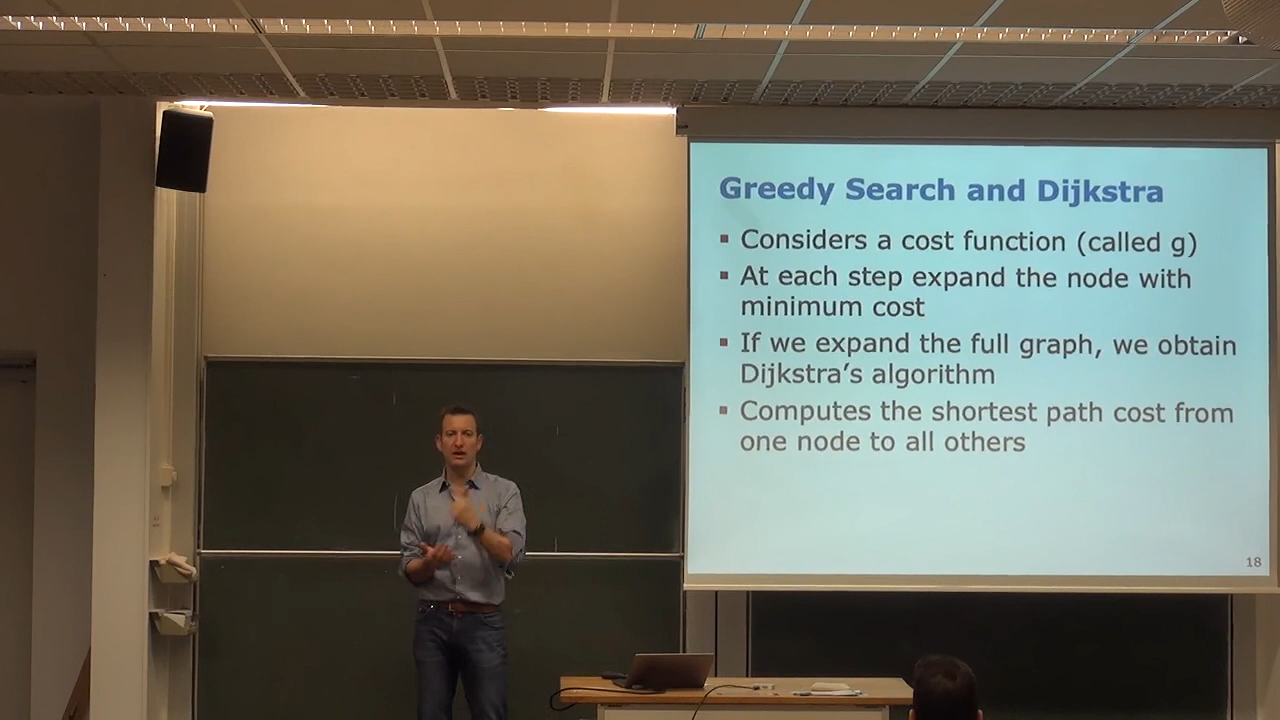 Greedy Search and Dijkstra
▪ Considers a cost function (called g)
▪ At each step expand the node with
minimum cost
▪ If we expand the full graph, we obtain
Dijkstra’s algorithm
▪ Computes the shortest path cost from
one node to all others
18